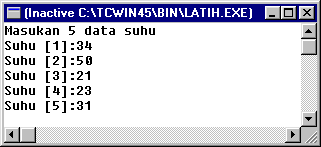 (Inactive C:\TCWIN45\BIN\LATIH.EXE)
Masukan 5 data suhu
Suhu [1]:34
Suhu [2]:50
Suhu [3]:21
Suhu [4]:23
Suhu [5]:31